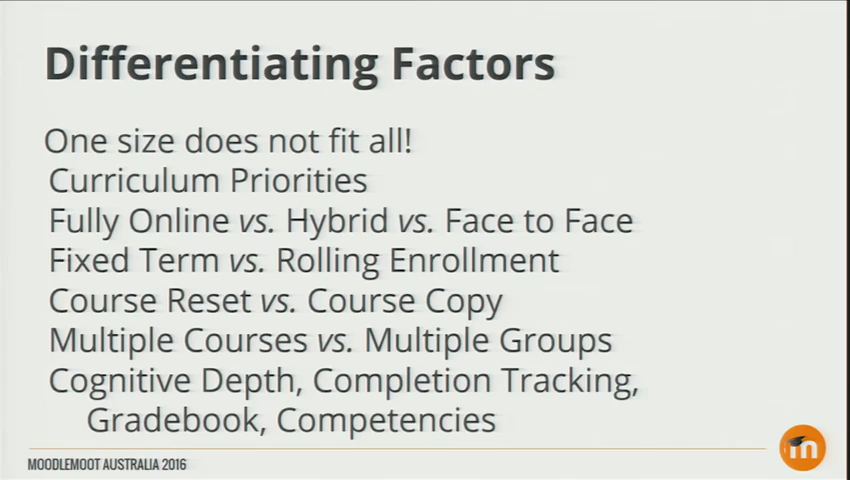 Differentiating Factors
One size does not fit all!
Curriculum Priorities
Fully Online vs. Hybrid vs. Face to Face
Fixed Term vs. Rolling Enrollment
Course Reset vs. Course Copy
Multiple Courses vs. Multiple Groups
Cognitive Depth, Completion Tracking,
Gradebook, Competencies
MOODLEMOOT AUSTRALIA 2016
m